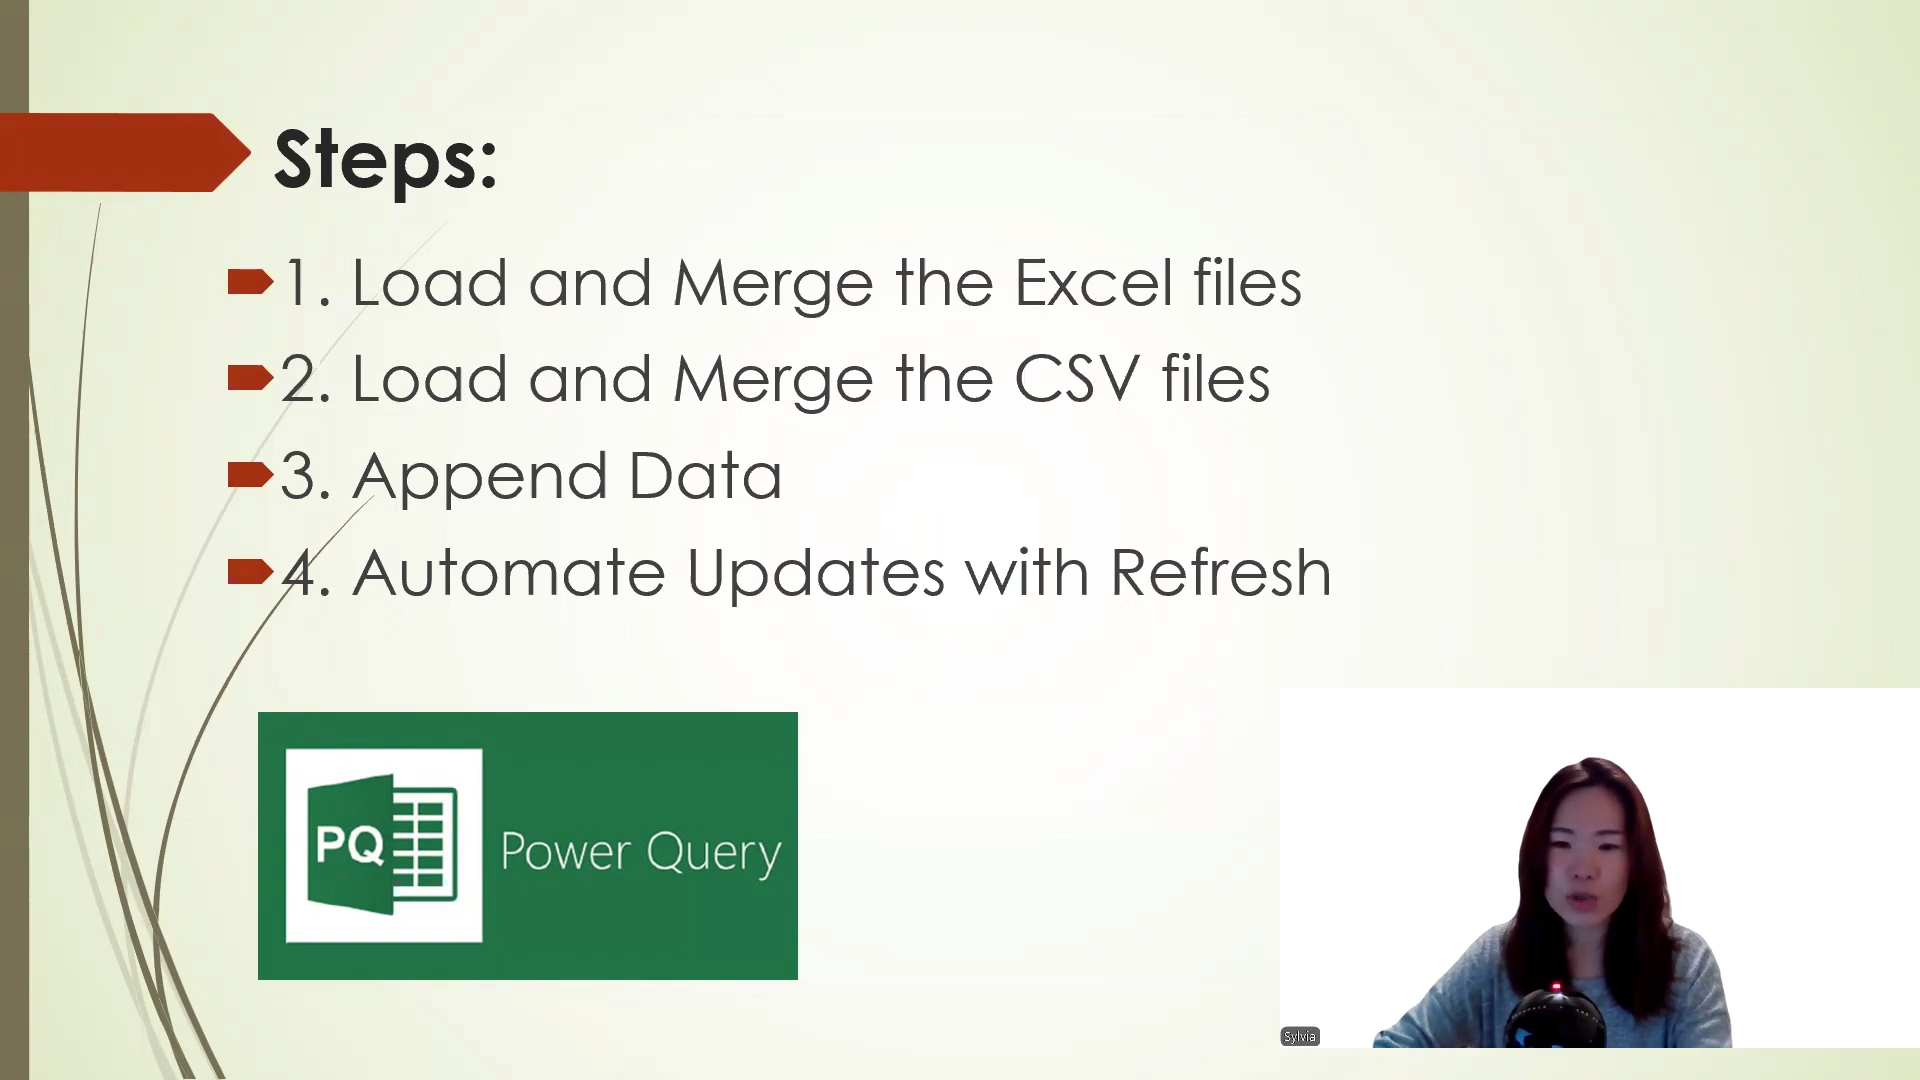 Steps:
1. Load and Merge the Excel files
2. Load and Merge the CSV files
3. Append Data
4. Automate Updates with Refresh
PQ
Power Query
Sylvia